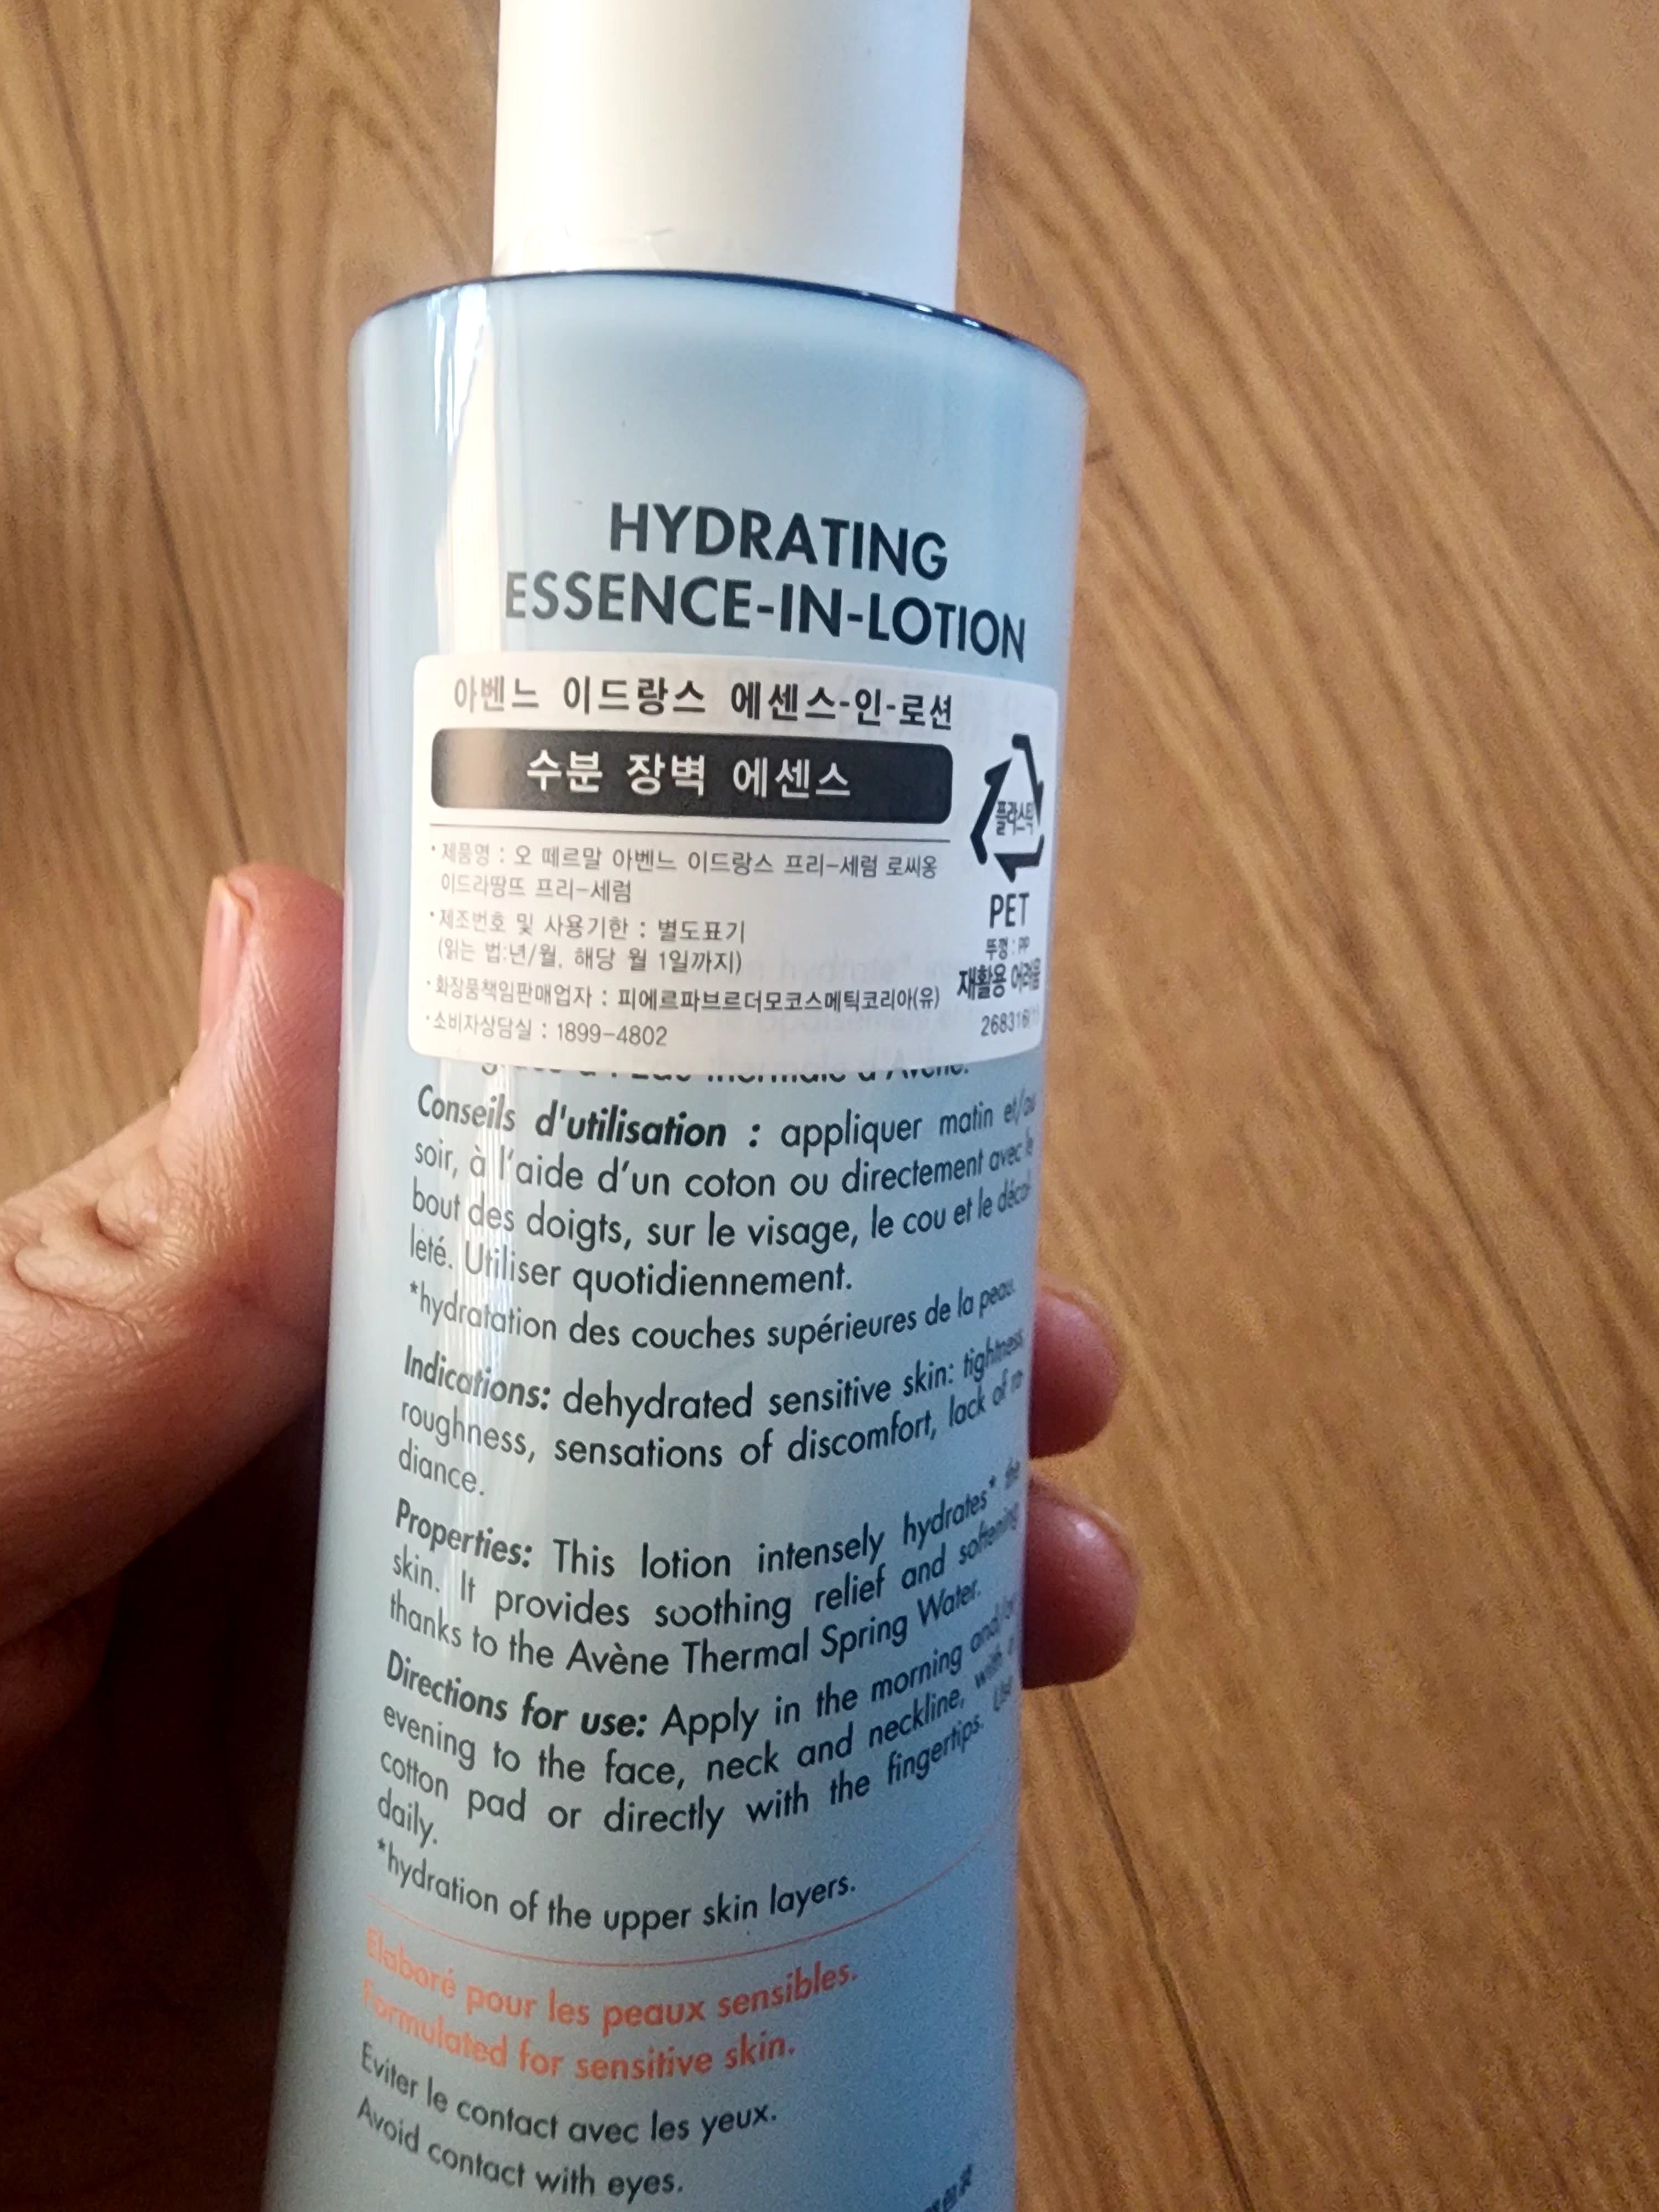 HYDRATING
ESSENCE-IN-LOTION
아벤느 이드랑스 에센스-인-로션
수분 장벽 에센스
플라스틱
PET
뚜껑 : PP
재활용 어려움
268316
• 제품명 : 오 떼르말 아벤느 이드랑스 프리-세럼 로씨옹
이드라땅뜨 프리-세럼
• 제조번호 및 사용기한 : 별도표기
(읽는 법:년/월, 해당 월 1일까지)
• 화장품책임판매업자 : 피에르파브르더모코스메틱코리아(유)
• 소비자상담실 : 1899-4802
Conseils d'utilisation : appliquer matin et/ou
soir, à l'aide d'un coton ou directement avec le
bout des doigts, sur le visage, le cou et le décol-
leté. Utiliser quotidiennement.
*hydratation des couches supérieures de la peau.
Indications: dehydrated sensitive skin: tightness,
roughness, sensations of discomfort, lack of ra-
diance.
Properties: This lotion intensely hydrates* the
skin. It provides soothing relief and softening
thanks to the Avène Thermal Spring Water.
Directions for use: Apply in the morning and/or
evening to the face, neck and neckline, with a
cotton pad or directly with the fingertips. Use
daily.
*hydration of the upper skin layers.
Elaboré pour les peaux sensibles.
Formulated for sensitive skin.
Eviter le contact avec les yeux.
Avoid contact with eyes.